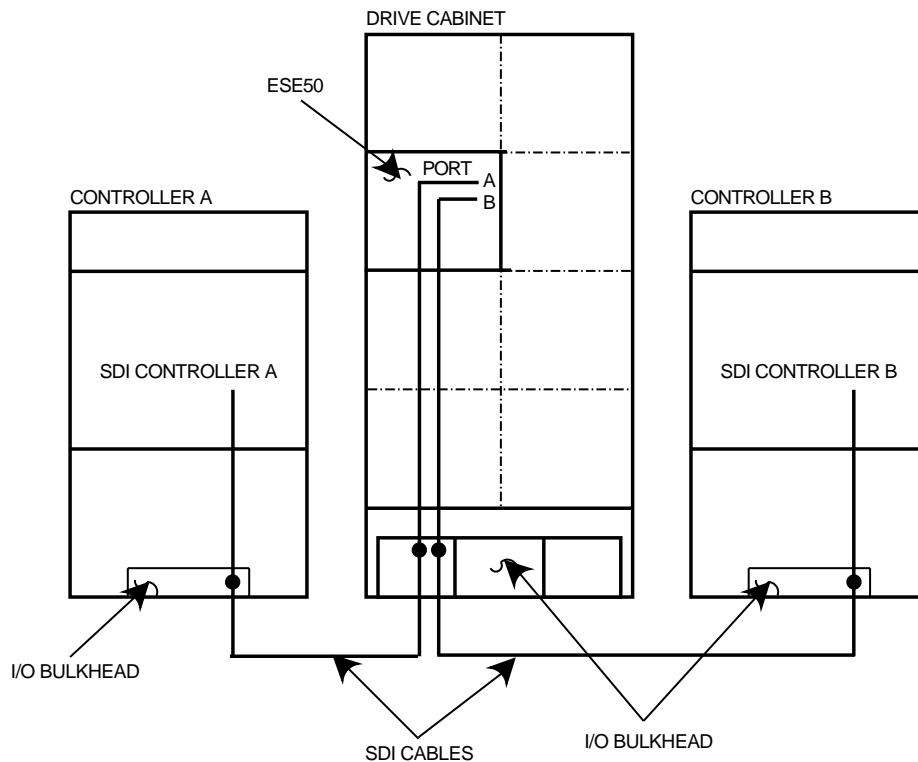 DRIVE CABINET
ESE50
PORT
A
B
CONTROLLER A
CONTROLLER B
SDI CONTROLLER A
SDI CONTROLLER B
I/O BULKHEAD
SDI CABLES
I/O BULKHEAD